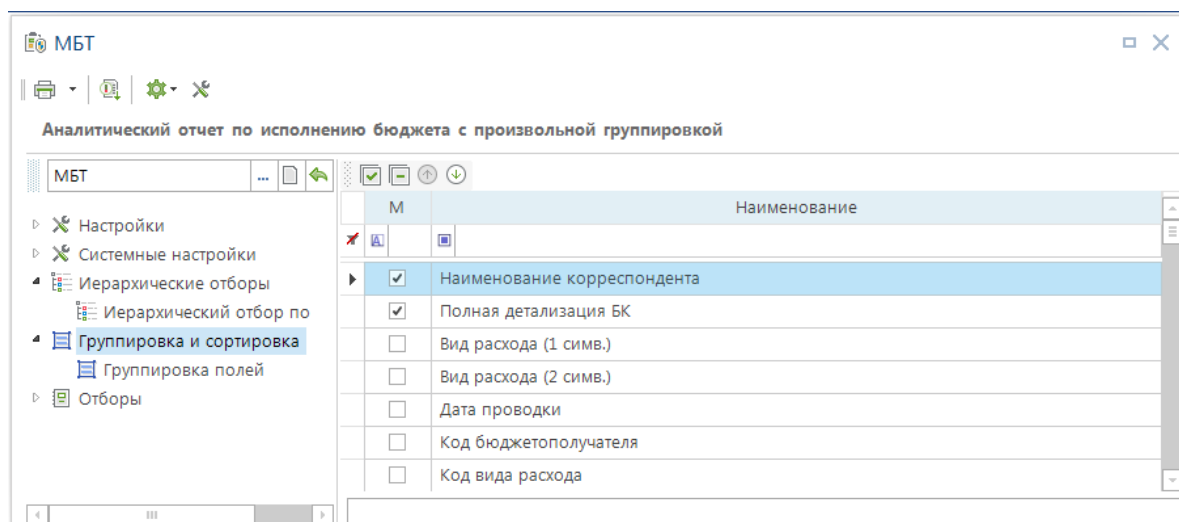 МБТ
Аналитический отчет по исполнению бюджета с произвольной группировкой
МБТ ...
Настройки
Системные настройки
Иерархические отборы
Иерархический отбор по
Группировка и сортировка
Группировка полей
Отборы
М Наименование
A
Наименование корреспондента
Полная детализация БК
Вид расхода (1 симв.)
Вид расхода (2 симв.)
Дата проводки
Код бюджетополучателя
Код вида расхода